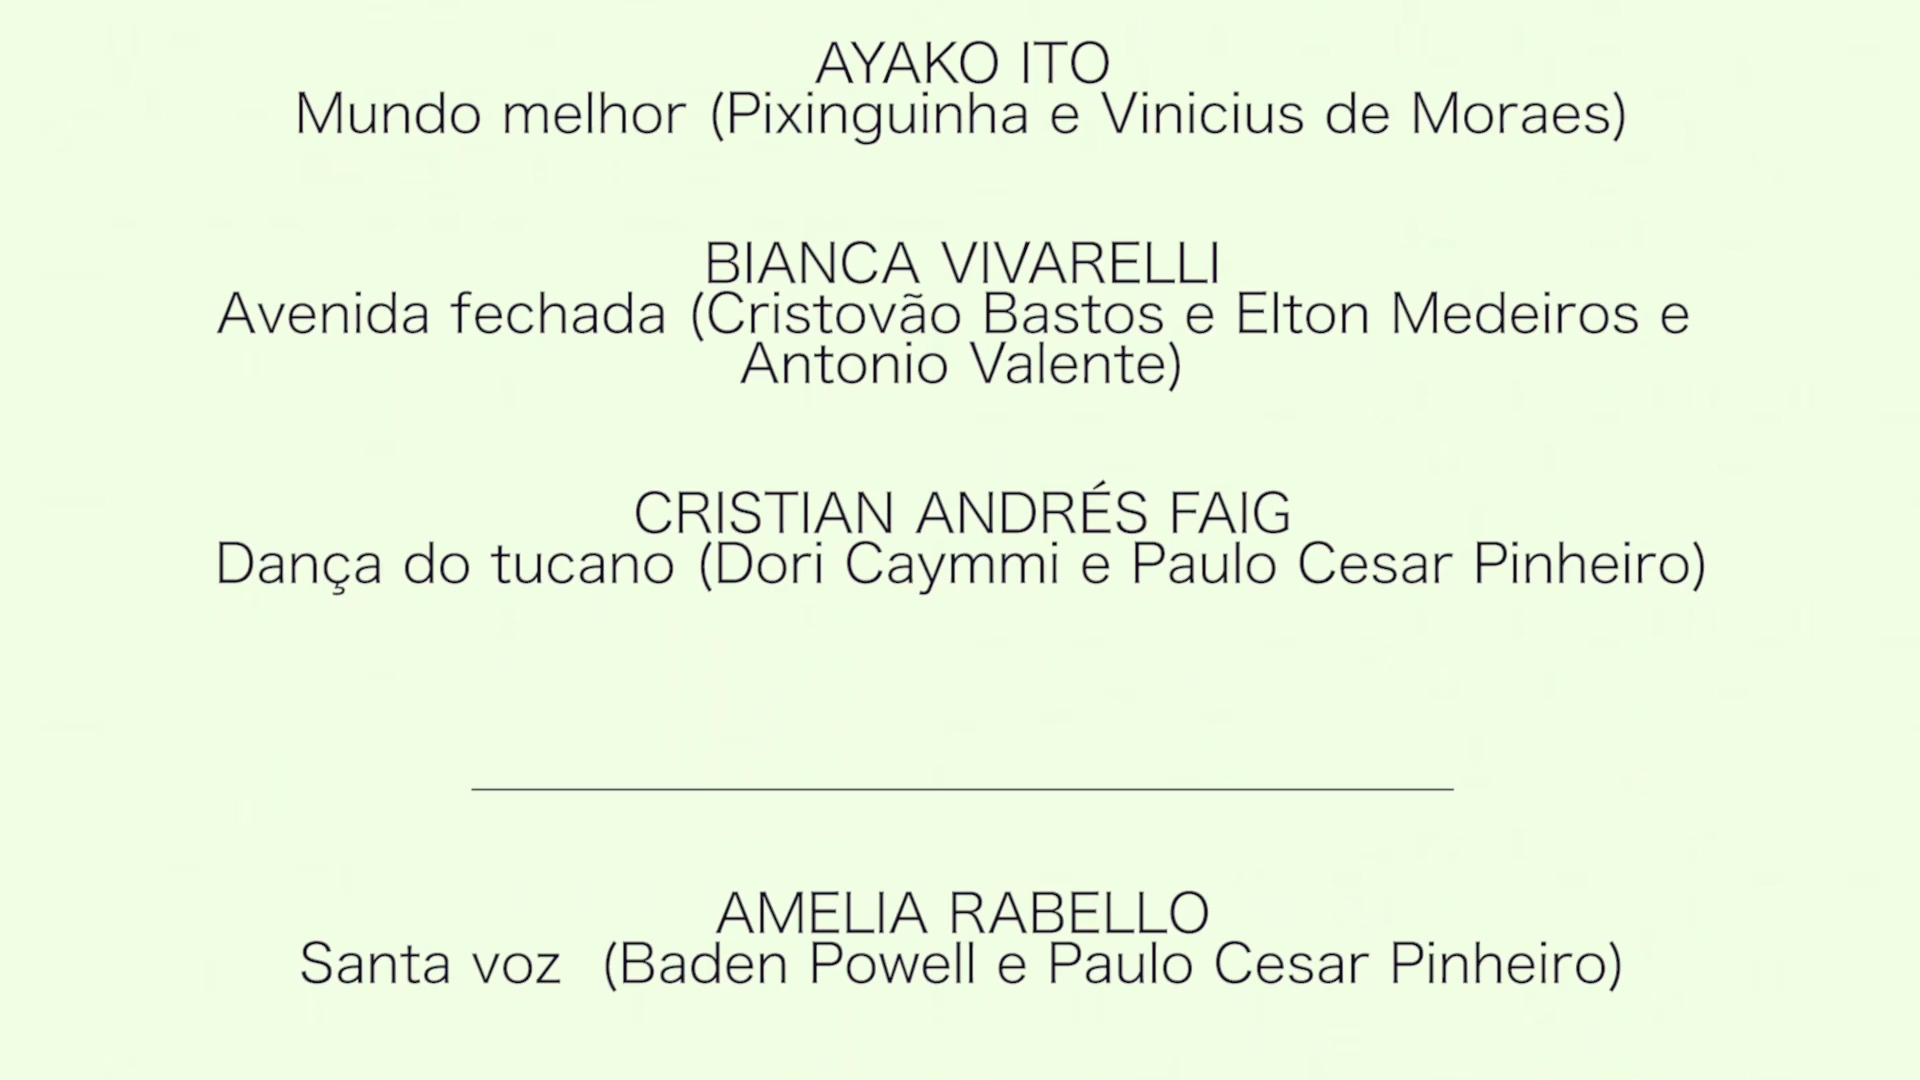 AYAKO ITO
Mundo melhor (Pixinguinha e Vinicius de Moraes)
BIANCA VIVARELLI
Avenida fechada (Cristovão Bastos e Elton Medeiros e
Antonio Valente)
CRISTIAN ANDRÉS FAIG
Dança do tucano (Dori Caymmi e Paulo Cesar Pinheiro)
AMELIA RABELLO
Santa voz  (Baden Powell e Paulo Cesar Pinheiro)